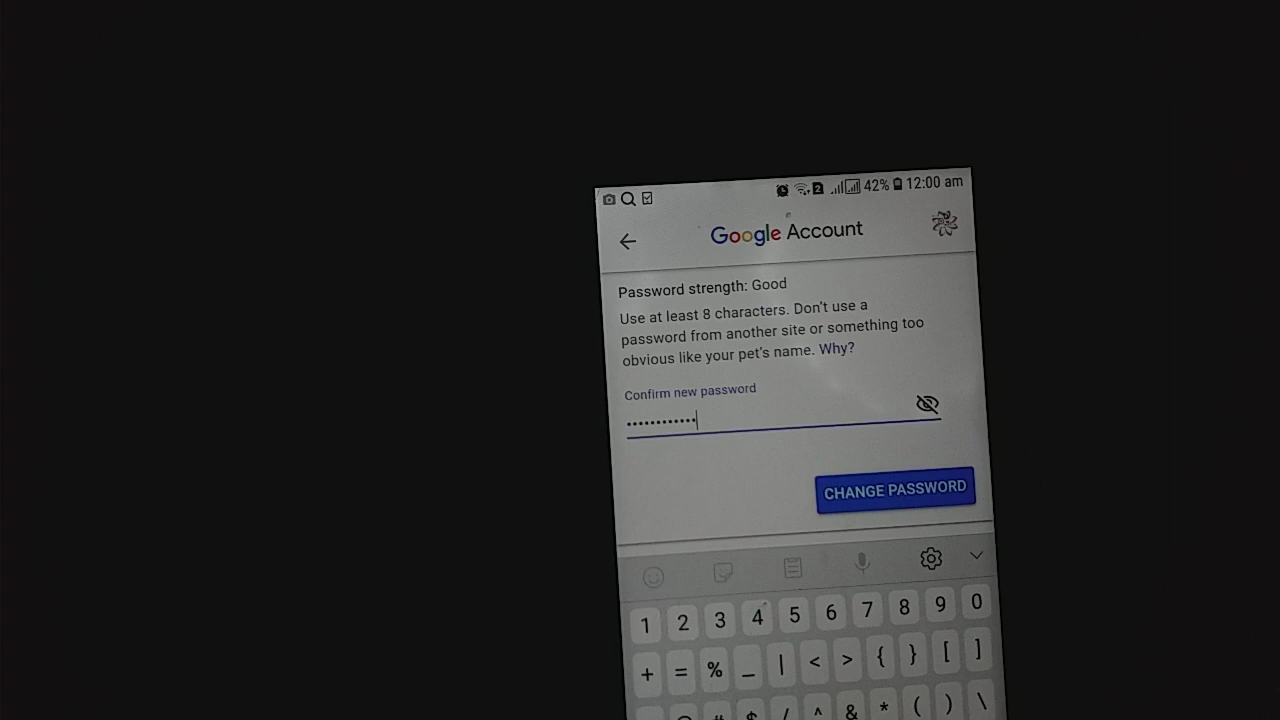 2 42% 12:00 am
Google Account
Password strength: Good
Use at least 8 characters. Don't use a
password from another site or something too
obvious like your pet's name. Why?
Confirm new password
••••••••••••
CHANGE PASSWORD
1 2 3 4 5 6 7 8 9 0
+ = % _ | < > { } [ ]
@ # $ / ^ & * ( ) \